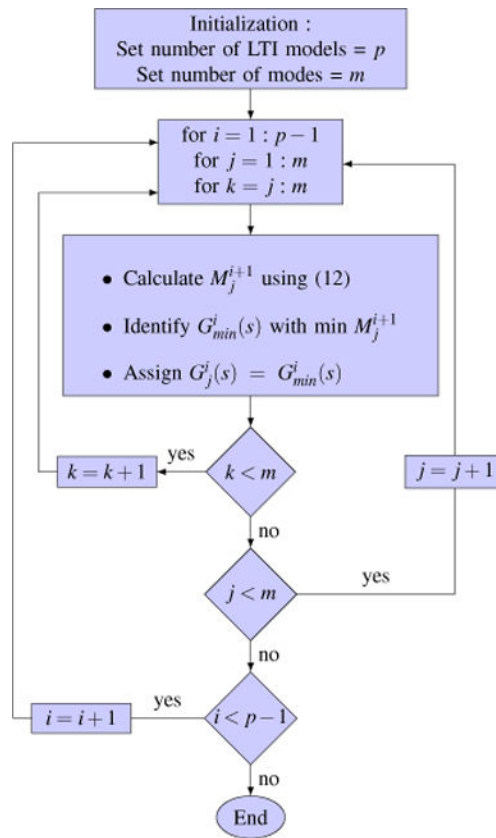 Initialization :
Set number of LTI models = p
Set number of modes = m
for i = 1 : p − 1
for j = 1 : m
for k = j : m
• Calculate M_j^{i+1} using (12)
• Identify G_{min}^i(s) with min M_j^{i+1}
• Assign G_j^i(s) = G_{min}^i(s)
yes
k = k + 1
k < m
j = j + 1
no
j < m
yes
no
yes
i = i + 1
i < p − 1
no
End